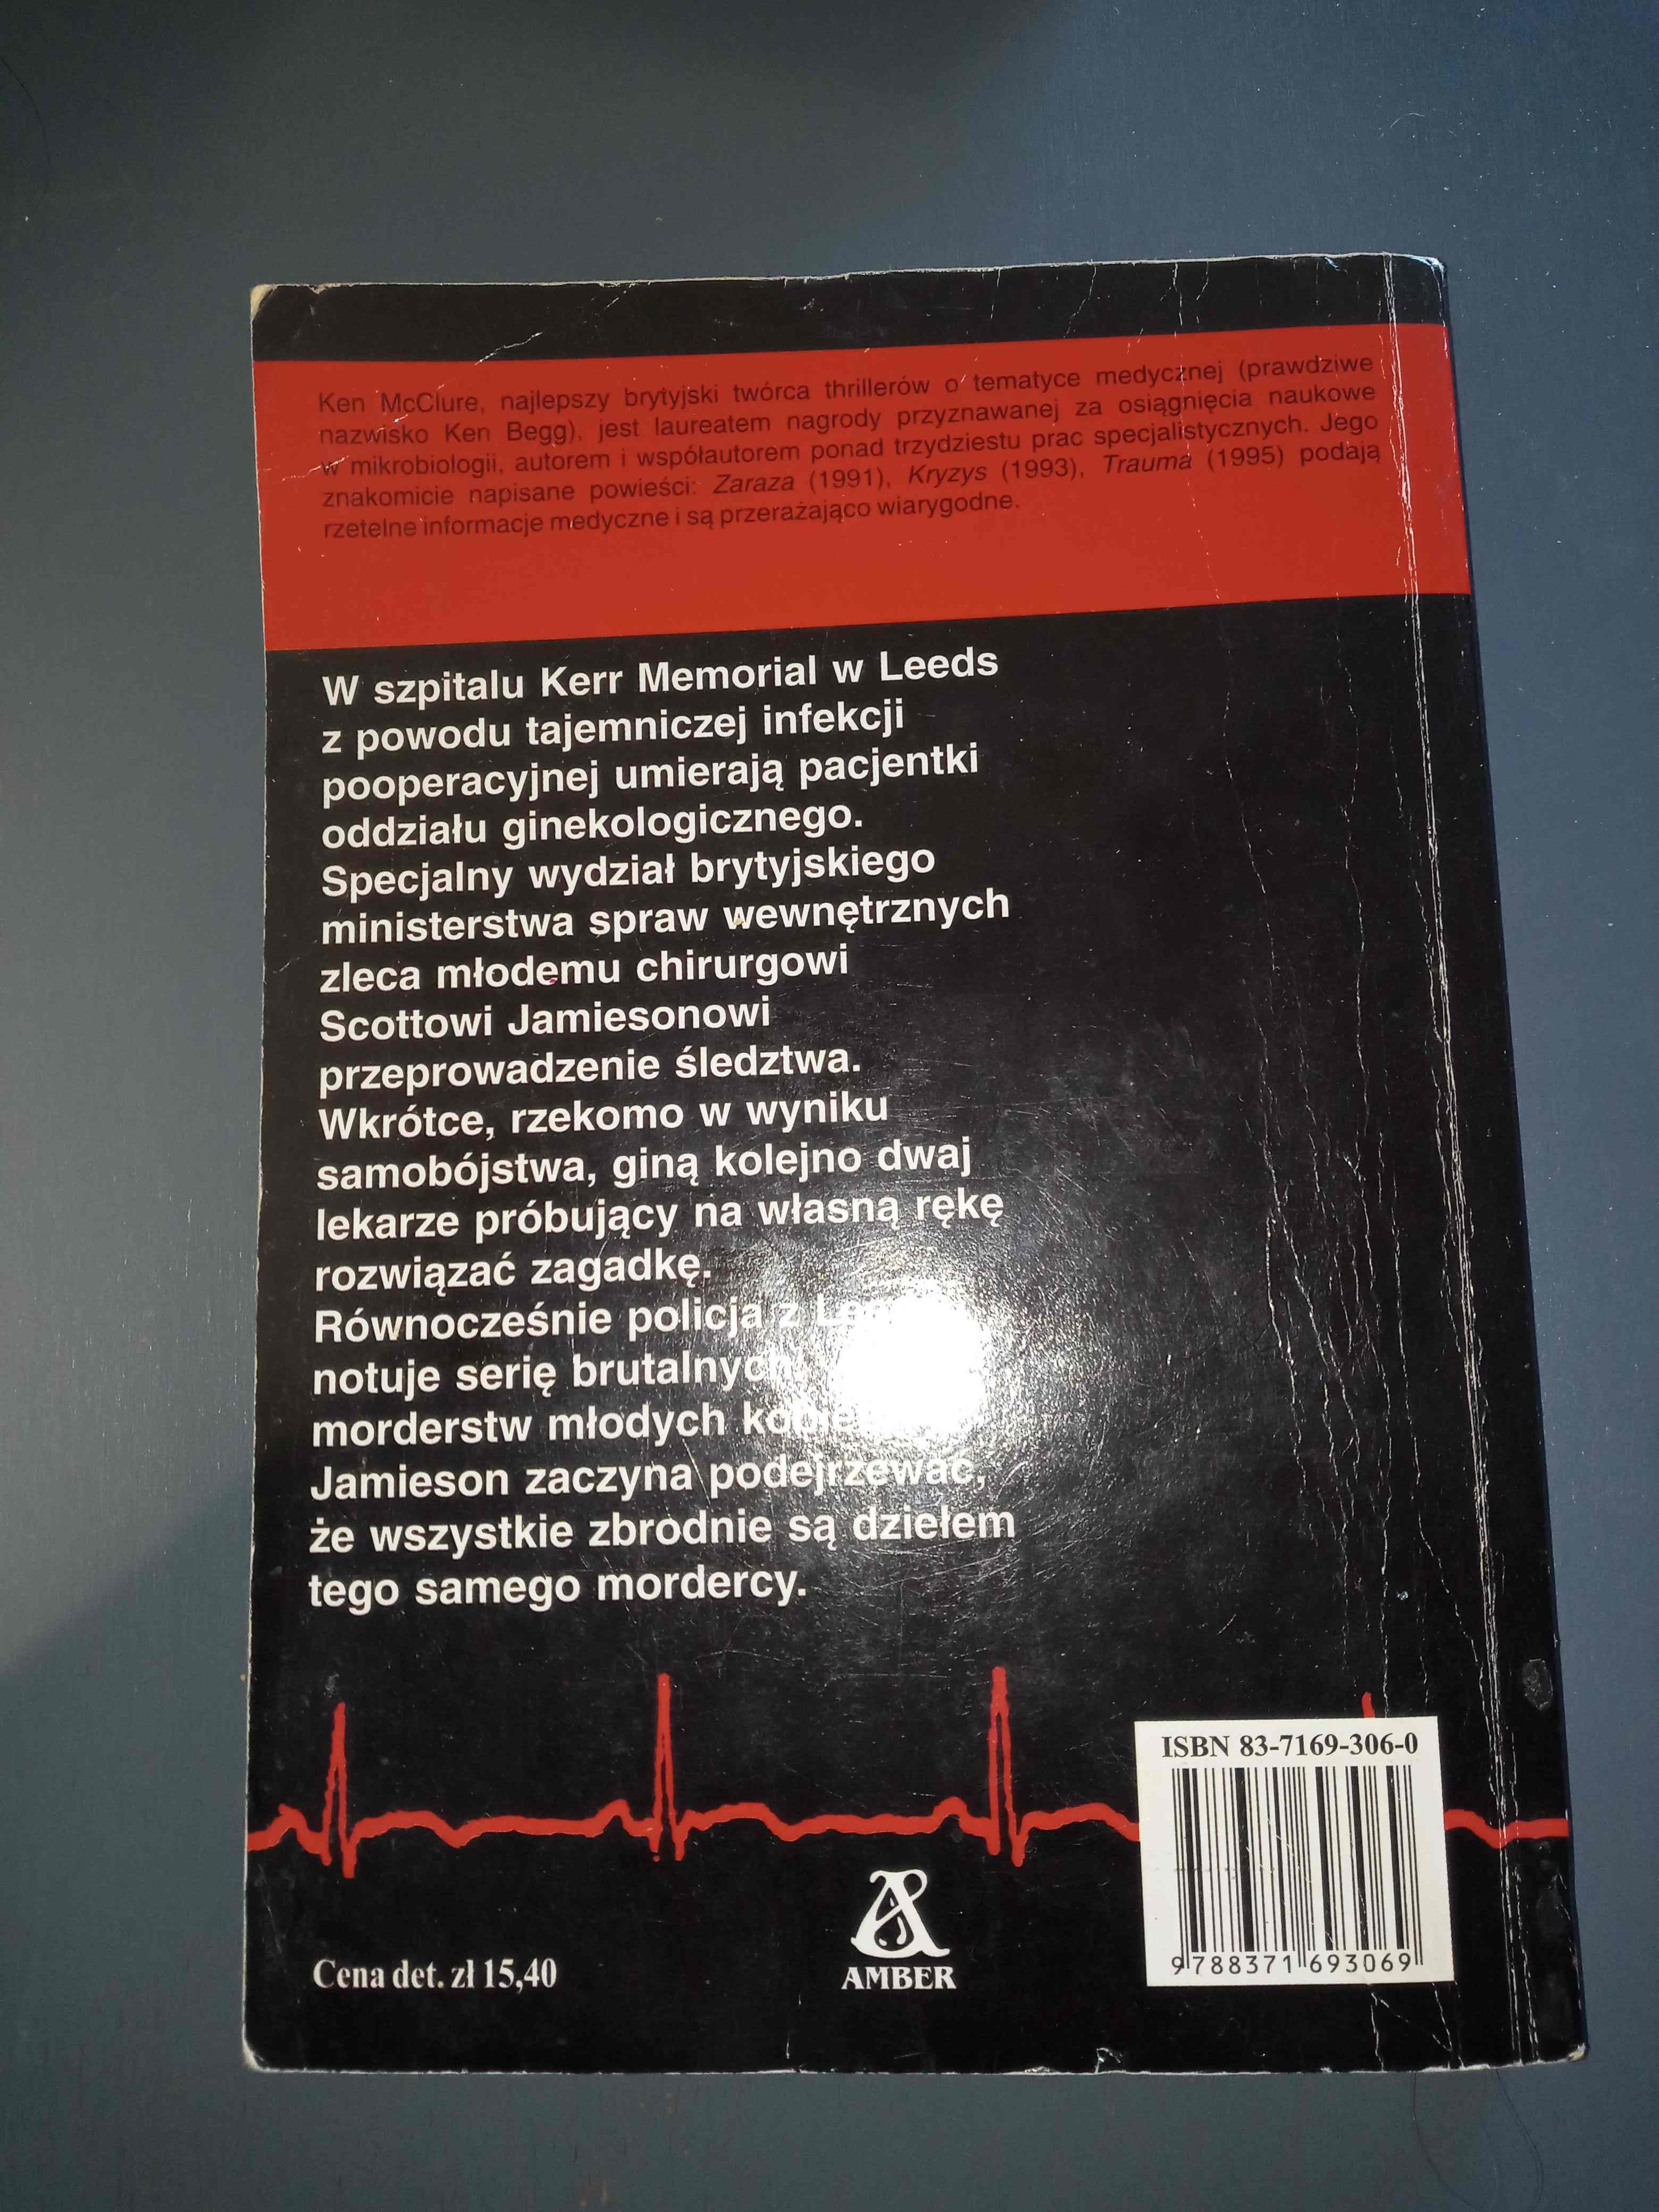 Ken McClure, najlepszy brytyjski twórca thrillerów o tematyce medycznej (prawdziwe
nazwisko Ken Begg), jest laureatem nagrody przyznawanej za osiągnięcia naukowe
w mikrobiologii, autorem i współautorem ponad trzydziestu prac specjalistycznych. Jego
znakomicie napisane powieści: Zaraza (1991), Kryzys (1993), Trauma (1995) podają
rzetelne informacje medyczne i są przerażająco wiarygodne.
W szpitalu Kerr Memorial w Leeds
z powodu tajemniczej infekcji
pooperacyjnej umierają pacjentki
oddziału ginekologicznego.
Specjalny wydział brytyjskiego
ministerstwa spraw wewnętrznych
zleca młodemu chirurgowi
Scottowi Jamiesonowi
przeprowadzenie śledztwa.
Wkrótce, rzekomo w wyniku
samobójstwa, giną kolejno dwaj
lekarze próbujący na własną rękę
rozwiązać zagadkę.
Równocześnie policja z
notuje serię brutalnych
morderstw młodych
Jamieson zaczyna podejrzewać,
że wszystkie zbrodnie są dziełem
tego samego mordercy.
ISBN 83-7169-306-0
9788371693069
Cena det. zł 15,40
AMBER